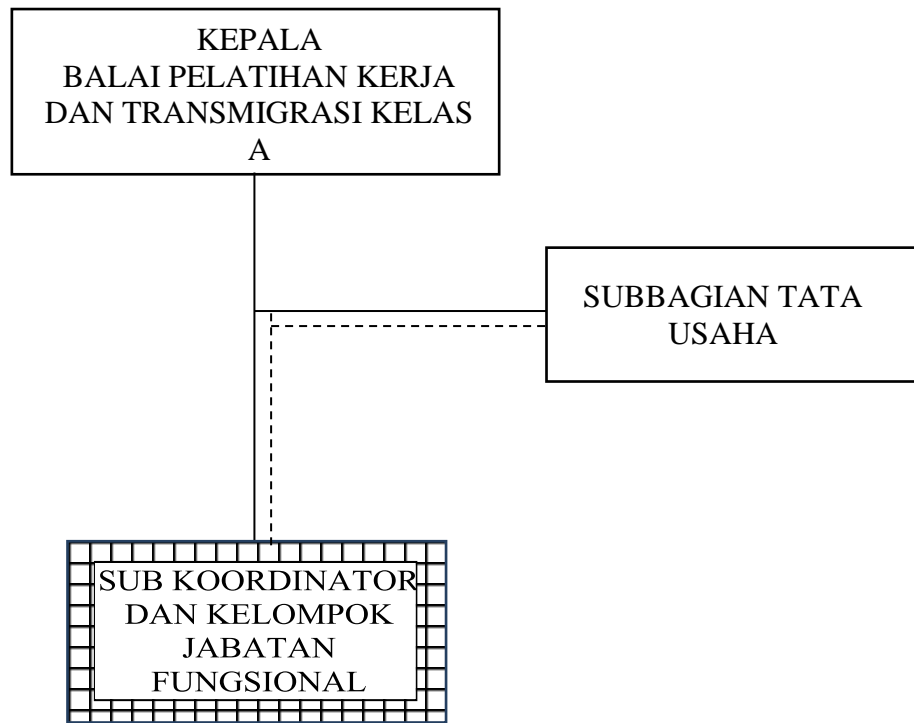 KEPALA
BALAI PELATIHAN KERJA
DAN TRANSMIGRASI KELAS
A
SUBBAGIAN TATA
USAHA
SUB KOORDINATOR
DAN KELOMPOK
JABATAN
FUNGSIONAL